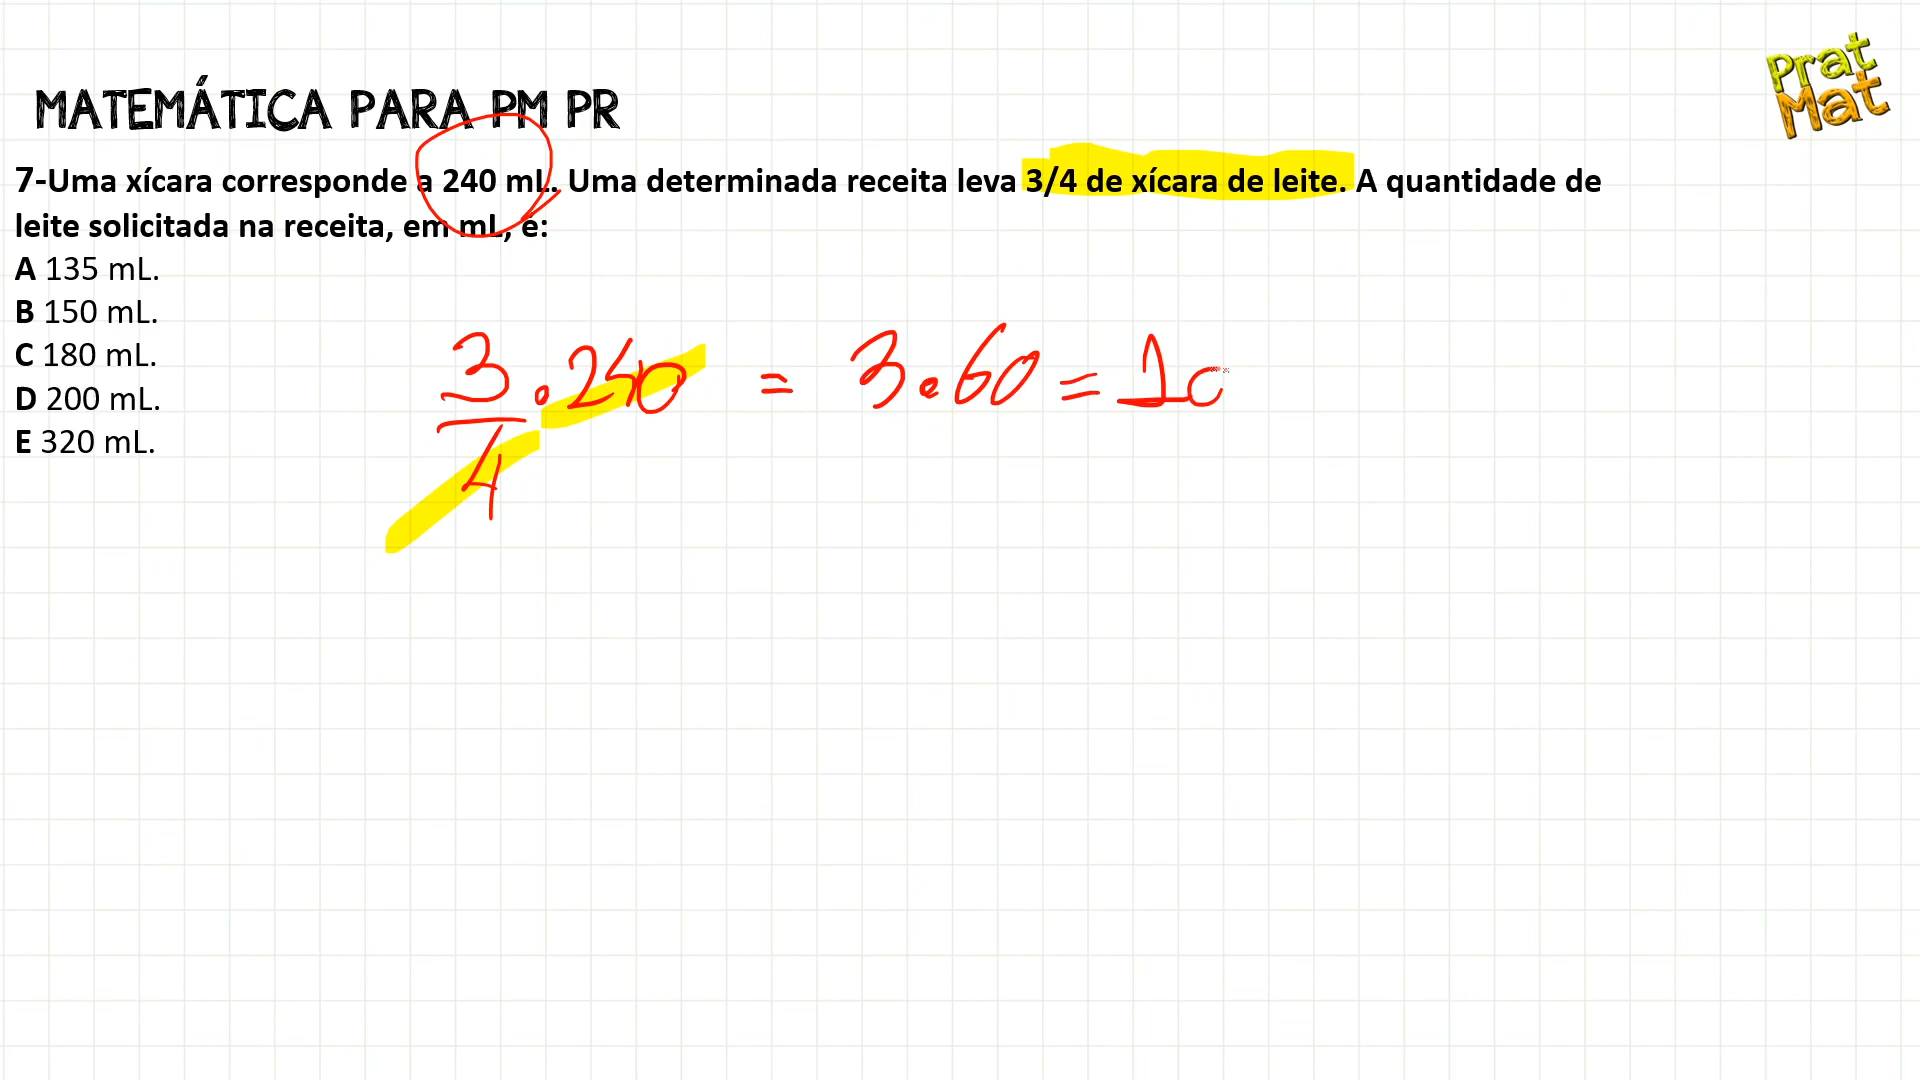 Prat
Mat
MATEMÁTICA PARA PM PR
7-Uma xícara corresponde a 240 mL. Uma determinada receita leva 3/4 de xícara de leite. A quantidade de
leite solicitada na receita, em mL, é:
A 135 mL.
B 150 mL.
C 180 mL.
D 200 mL.
E 320 mL.
3/4 . 240 = 3 . 60 = 1